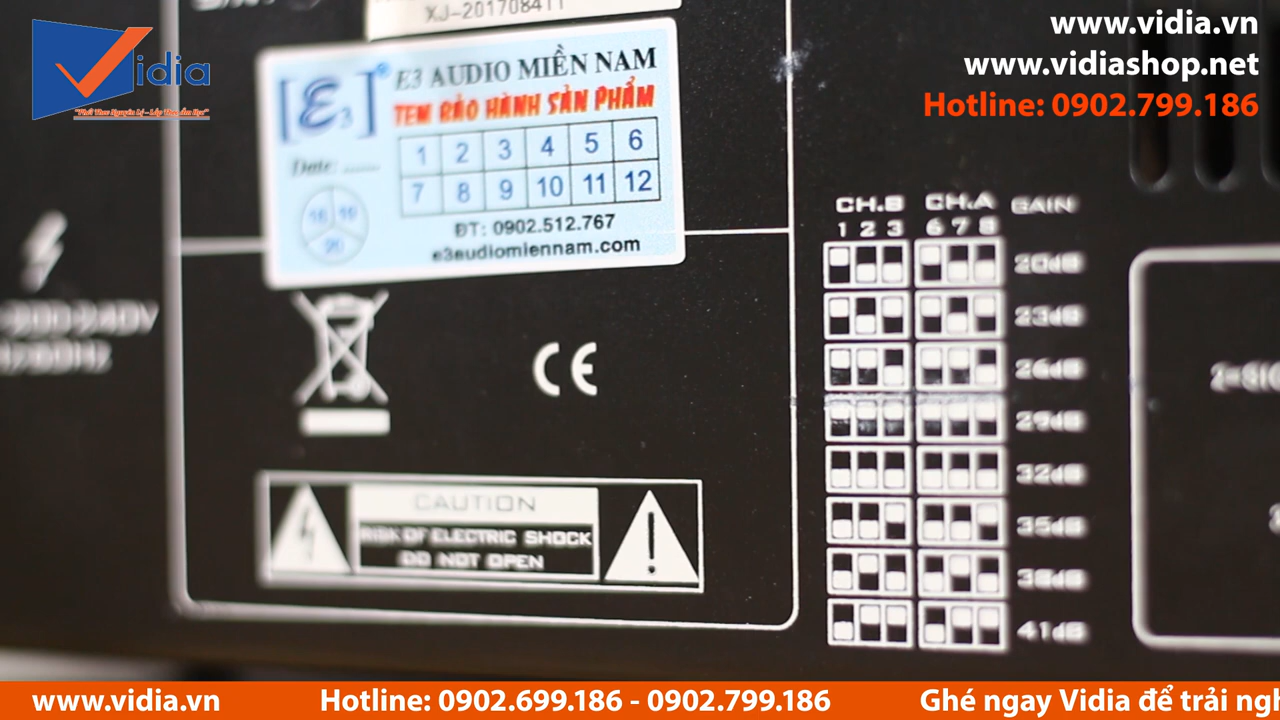 www.vidia.vn
www.vidiashop.net
Hotline: 0902.799.186
Vidia
XJ-201708411
[E3]® E3 AUDIO MIỀN NAM
TEM BẢO HÀNH SẢN PHẨM
Date: ........
1 2 3 4 5 6
7 8 9 10 11 12
ĐT: 0902.512.767
e3audiomiennam.com
20
CH.B CH.A GAIN
1 2 3 6 7 8
20dB
23dB
26dB
29dB
32dB
35dB
38dB
41dB
CE
CAUTION
RISK OF ELECTRIC SHOCK
DO NOT OPEN
www.vidia.vn Hotline: 0902.699.186 - 0902.799.186 Ghé ngay Vidia để trải